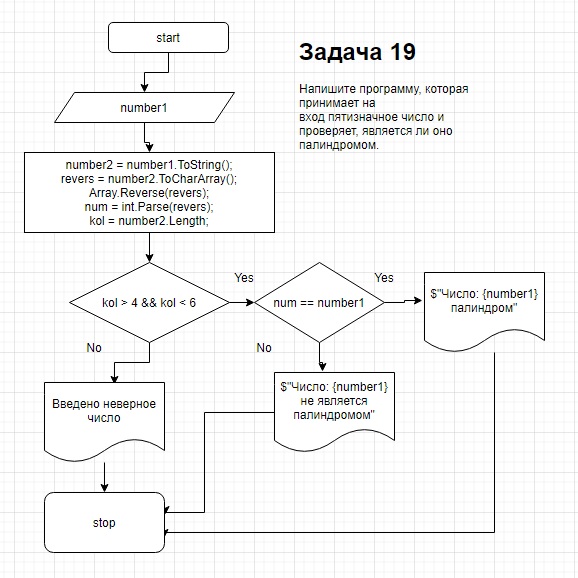 start
Задача 19
Напишите программу, которая
принимает на
вход пятизначное число и
проверяет, является ли оно
палиндромом.
number1
number2 = number1.ToString();
revers = number2.ToCharArray();
Array.Reverse(revers);
num = int.Parse(revers);
kol = number2.Length;
kol > 4 && kol < 6
Yes
num == number1
Yes
$"Число: {number1}
палиндром"
No
No
Введено неверное
число
$"Число: {number1}
не является
палиндромом"
stop